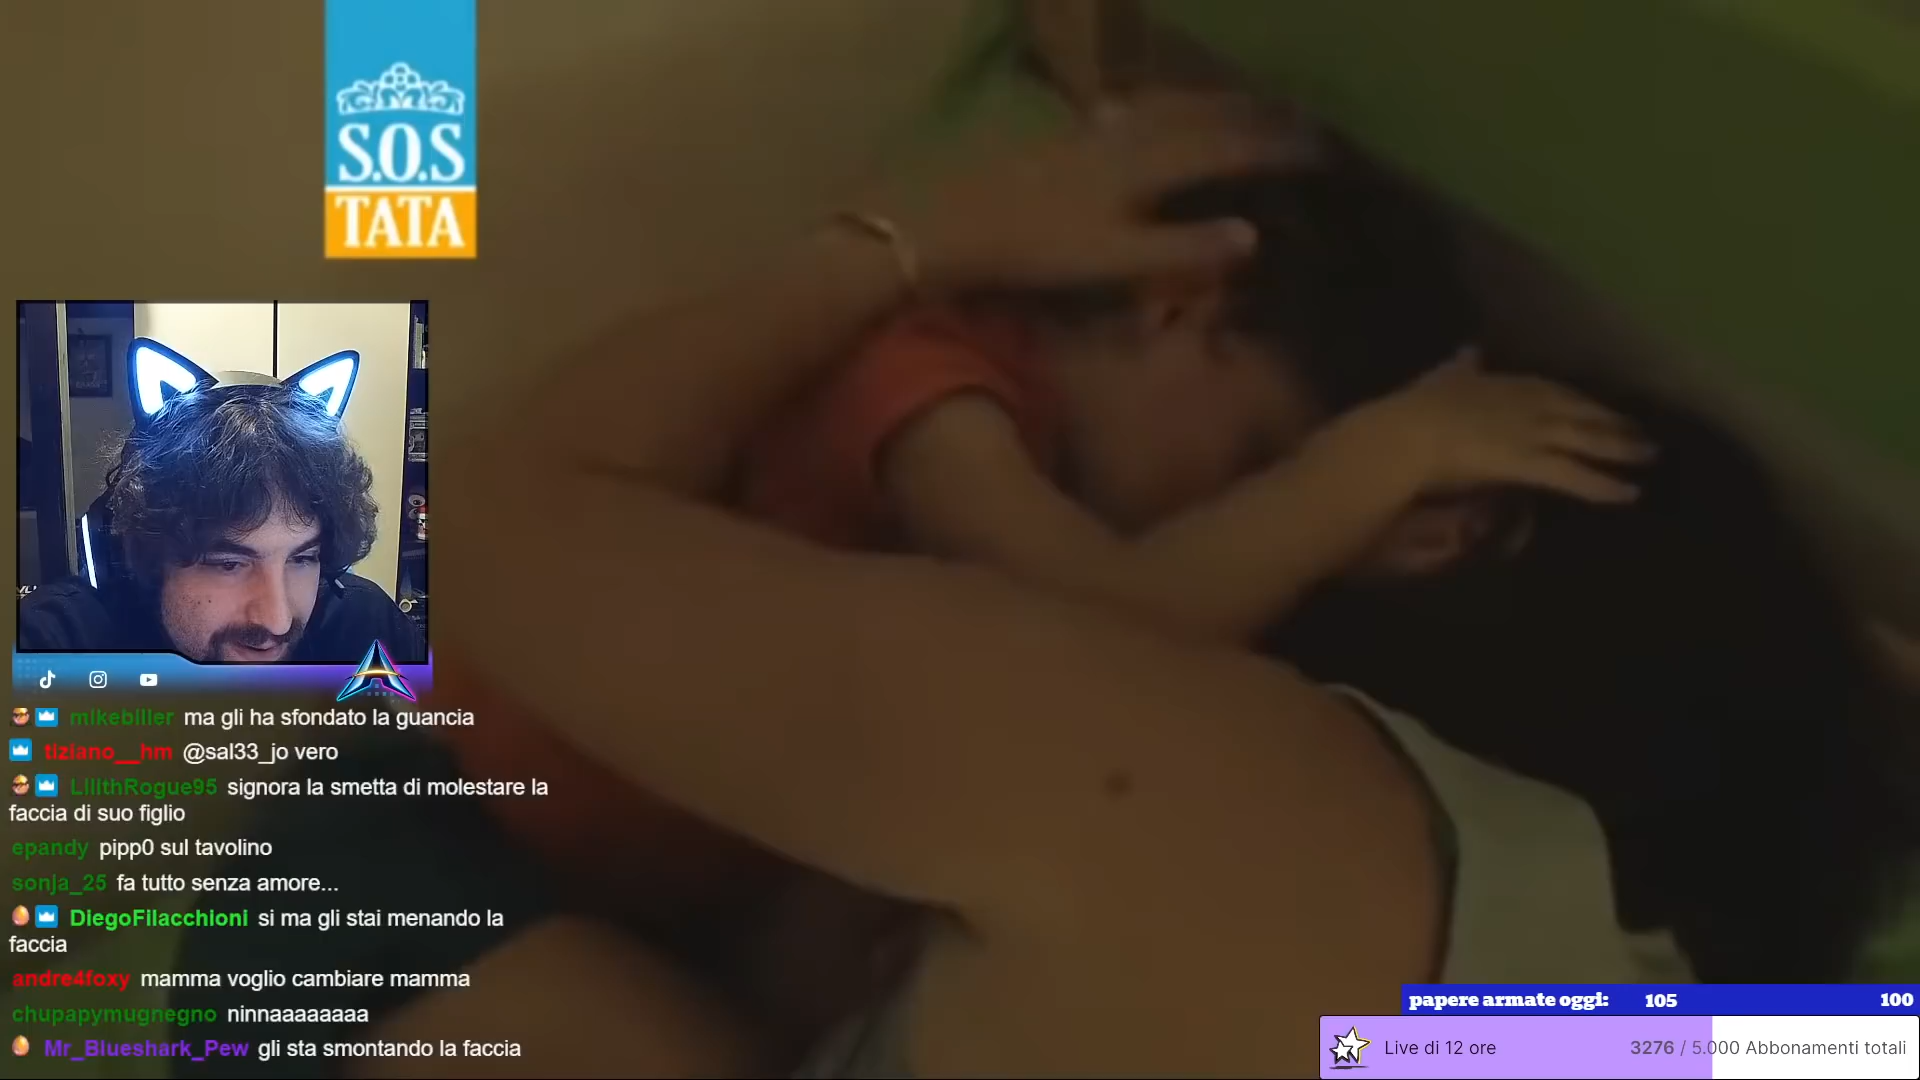 S.O.S
TATA
mikebiller ma gli ha sfondato la guancia
tiziano__hm @sal33_jo vero
LilithRogue95 signora la smetta di molestare la
faccia di suo figlio
epandy pipp0 sul tavolino
sonja_25 fa tutto senza amore...
DiegoFilacchioni si ma gli stai menando la
faccia
andre4foxy mamma voglio cambiare mamma
chupapymugnegno ninnaaaaaaaa
Mr_Blueshark_Pew gli sta smontando la faccia
papere armate oggi: 105 100
Live di 12 ore 3276 / 5.000 Abbonamenti totali